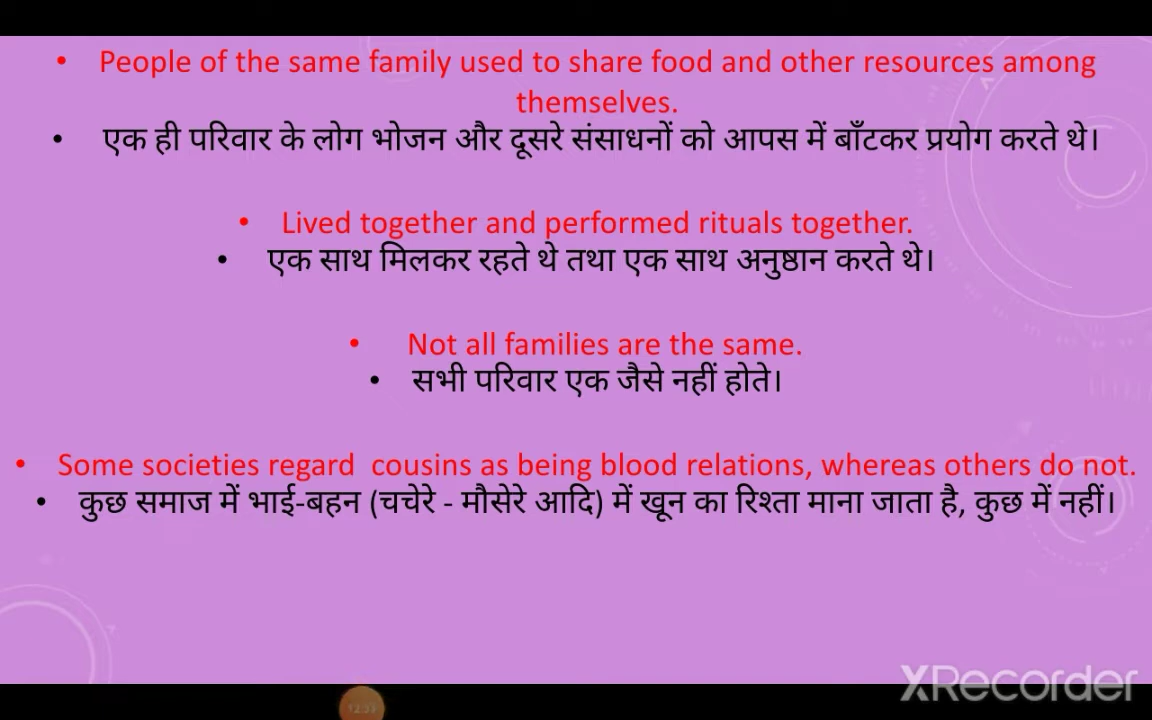 • People of the same family used to share food and other resources among
themselves.
• एक ही परिवार के लोग भोजन और दूसरे संसाधनों को आपस में बाँटकर प्रयोग करते थे।
• Lived together and performed rituals together.
• एक साथ मिलकर रहते थे तथा एक साथ अनुष्ठान करते थे।
• Not all families are the same.
• सभी परिवार एक जैसे नहीं होते।
• Some societies regard cousins as being blood relations, whereas others do not.
• कुछ समाज में भाई-बहन (चचेरे - मौसेरे आदि) में खून का रिश्ता माना जाता है, कुछ में नहीं।
XRecorder